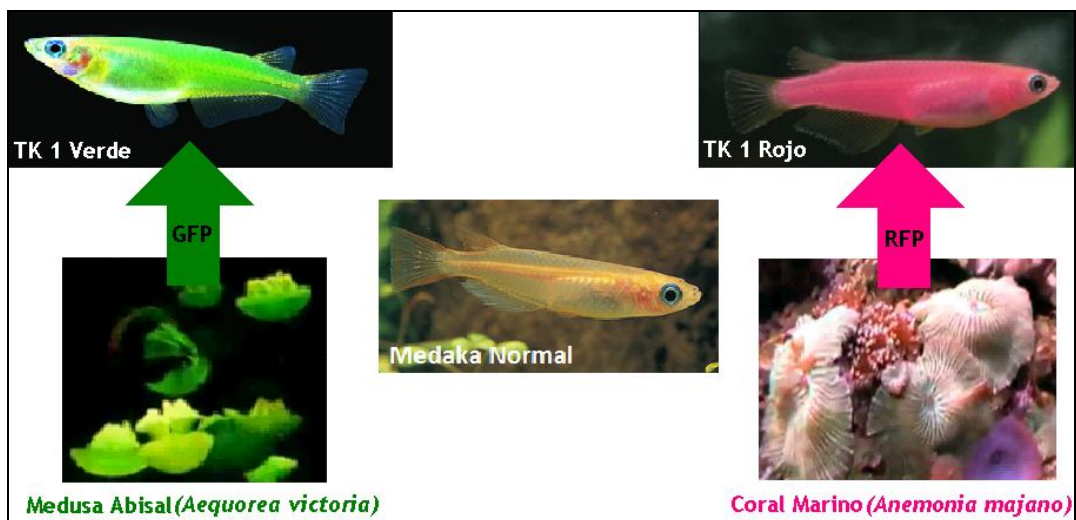 TK 1 Verde
TK 1 Rojo
GFP
RFP
Medaka Normal
Medusa Abisal (Aequorea victoria)
Coral Marino (Anemonia majano)